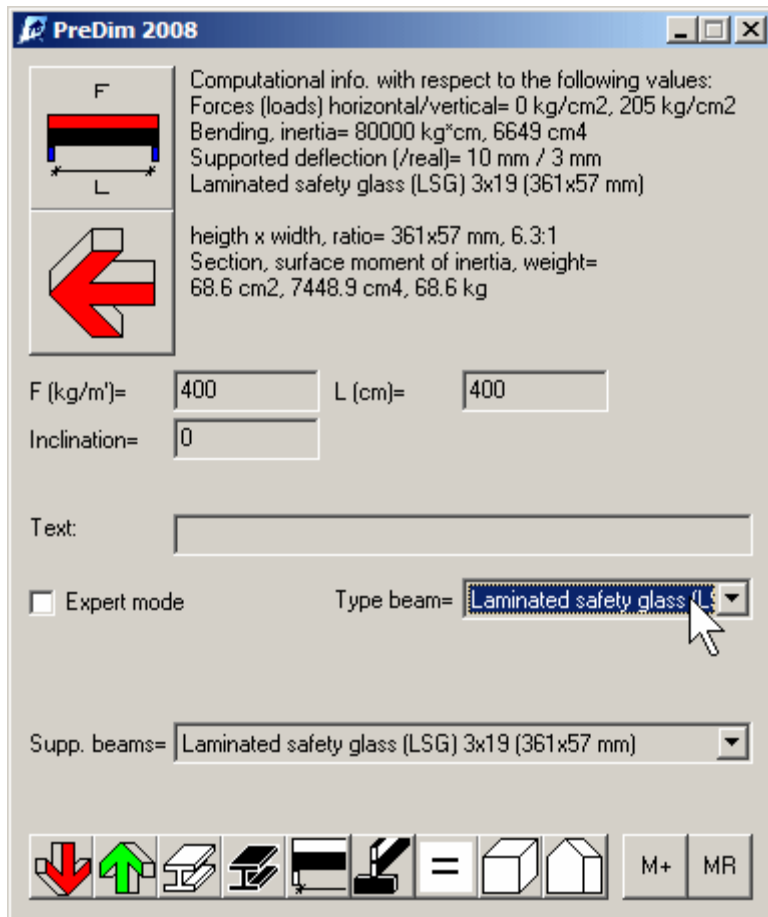 PreDim 2008
F
L
Computational info. with respect to the following values:
Forces (loads) horizontal/vertical= 0 kg/cm2, 205 kg/cm2
Bending, inertia= 80000 kg*cm, 6649 cm4
Supported deflection (/real)= 10 mm / 3 mm
Laminated safety glass (LSG) 3x19 (361x57 mm)
heigth x width, ratio= 361x57 mm, 6.3:1
Section, surface moment of inertia, weight=
68.6 cm2, 7448.9 cm4, 68.6 kg
F (kg/m')= 400 L (cm)= 400
Inclination= 0
Text:
Expert mode Type beam= Laminated safety glass (LS
Supp. beams= Laminated safety glass (LSG) 3x19 (361x57 mm)
= M+ MR